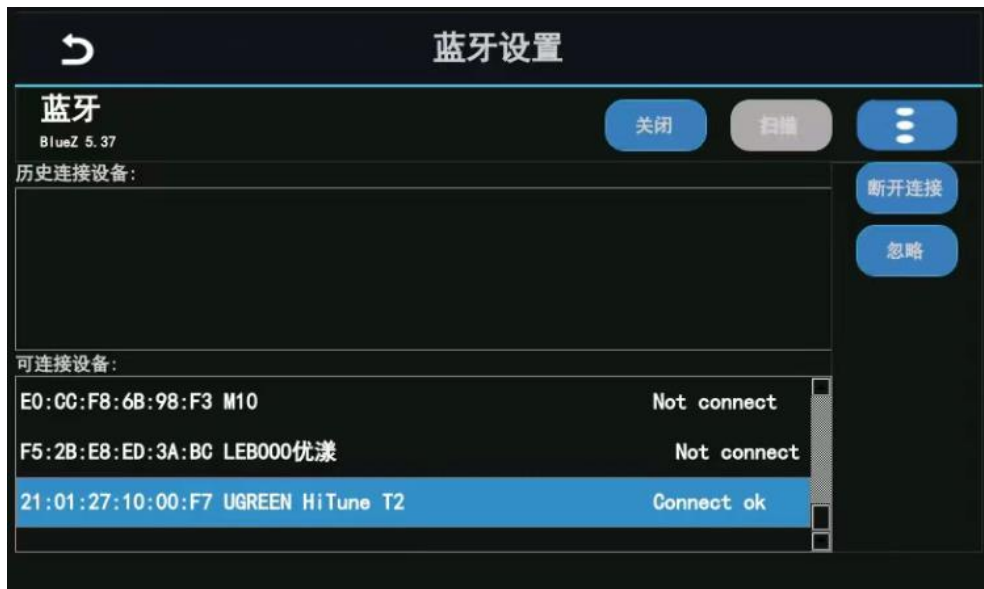 蓝牙设置
蓝牙
BlueZ 5.37
关闭
扫描
历史连接设备:
断开连接
忽略
可连接设备:
E0:CC:F8:6B:98:F3 M10 Not connect
F5:2B:E8:ED:3A:BC LEBOOO优漾 Not connect
21:01:27:10:00:F7 UGREEN HiTune T2 Connect ok